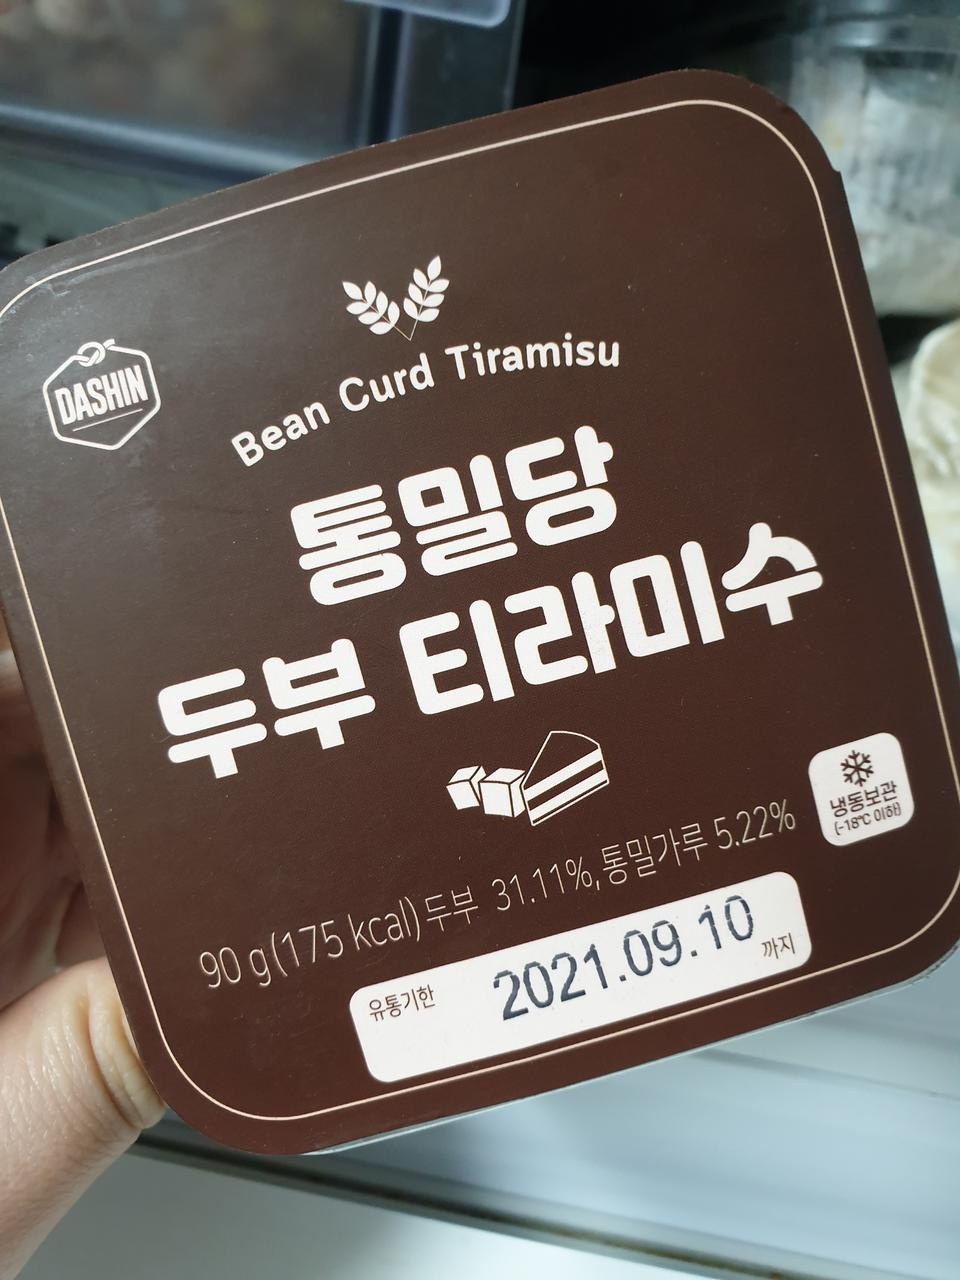 DASHIN
Bean Curd Tiramisu
통밀당
두부 티라미수
냉동보관
(-18℃ 이하)
90 g(175 kcal) 두부 31.11%, 통밀가루 5.22%
유통기한 2021.09.10 까지